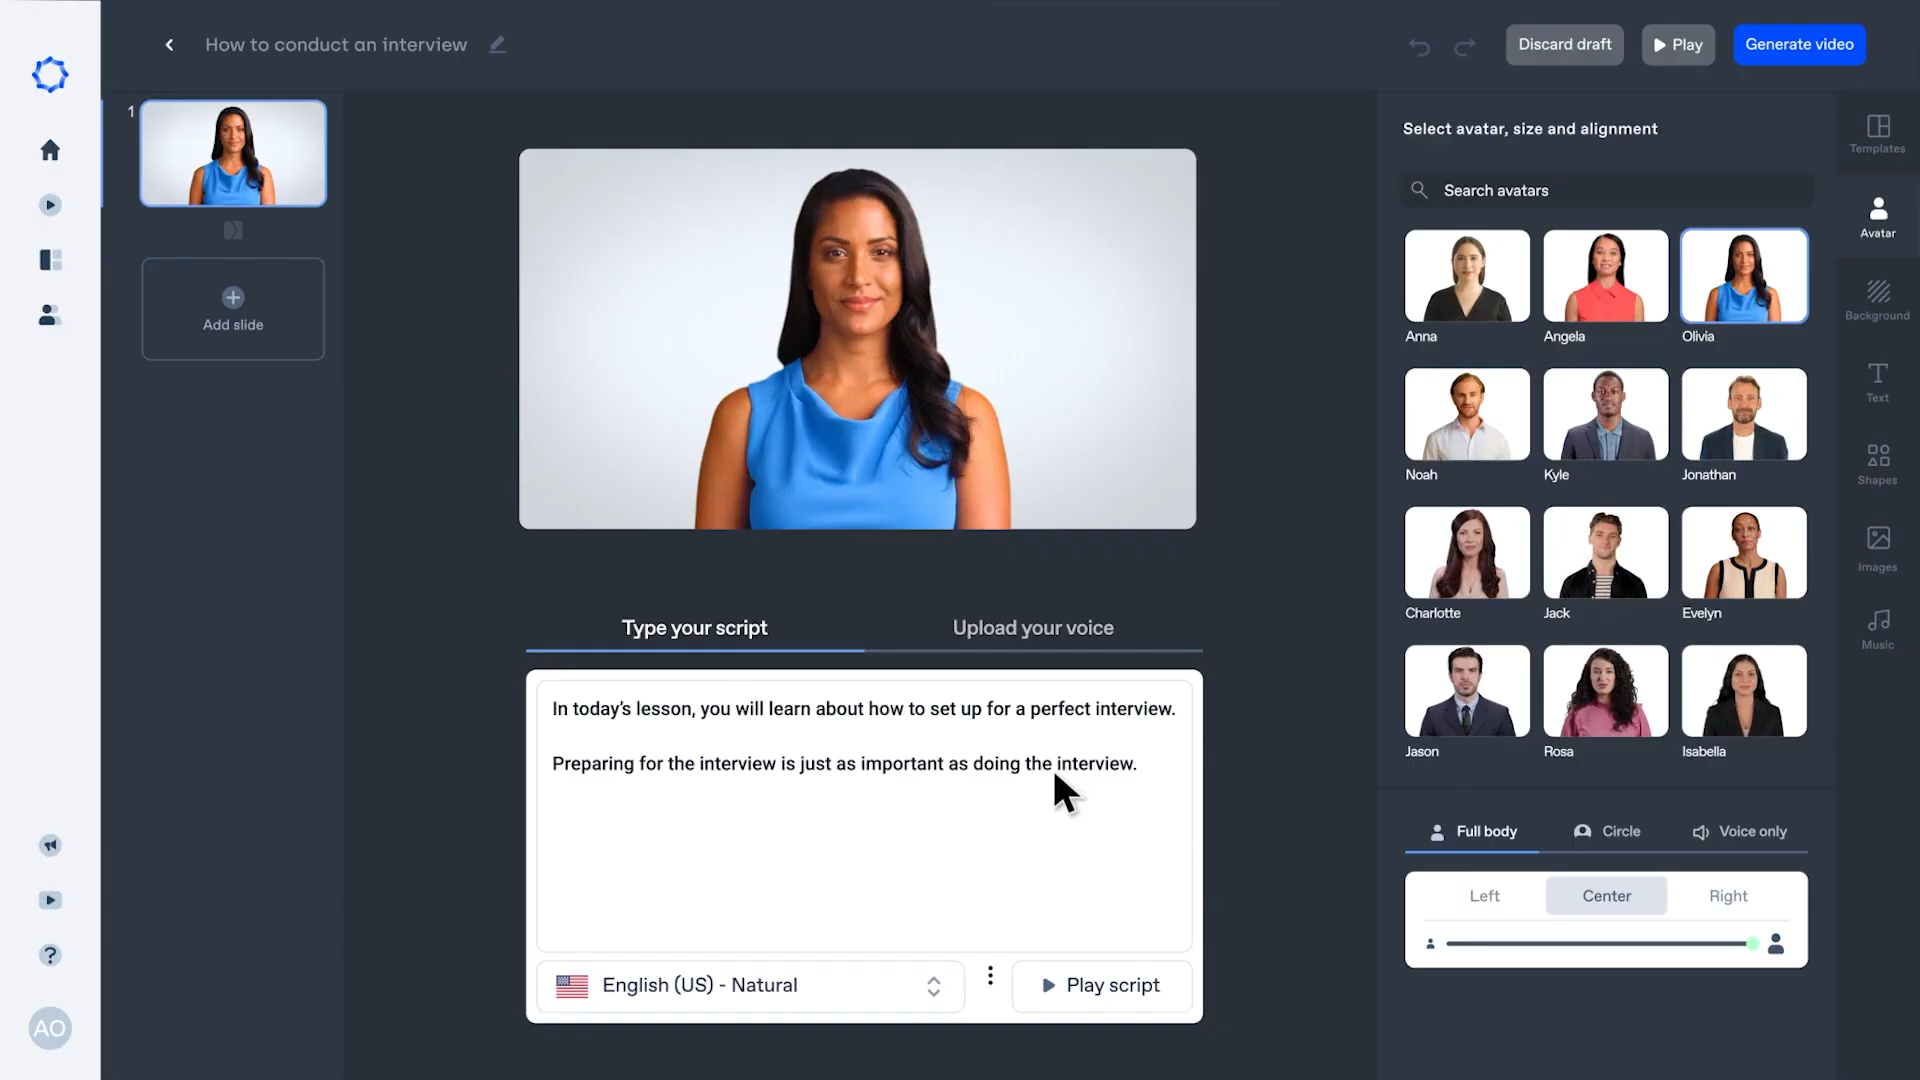 How to conduct an interview
Discard draft
Play
Generate video
1
Add slide
Type your script
Upload your voice
In today's lesson, you will learn about how to set up for a perfect interview.
Preparing for the interview is just as important as doing the interview.
English (US) - Natural
Play script
AO
Select avatar, size and alignment
Search avatars
Anna
Angela
Olivia
Noah
Kyle
Jonathan
Charlotte
Jack
Evelyn
Jason
Rosa
Isabella
Full body
Circle
Voice only
Left
Center
Right
Templates
Avatar
Background
Text
Shapes
Images
Music